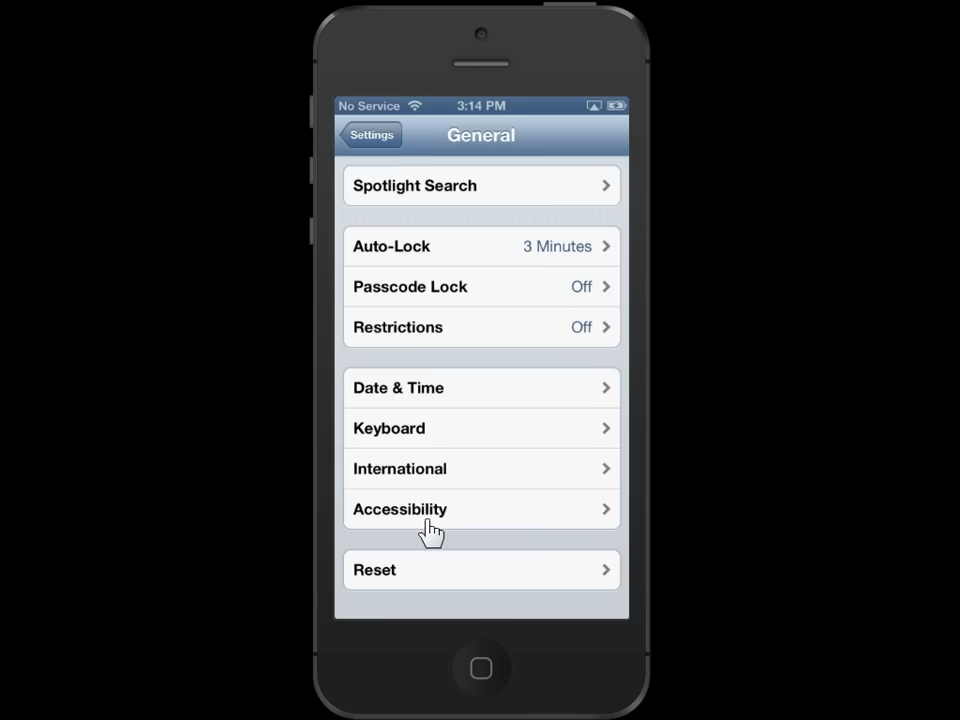 No Service 3:14 PM
Settings General
Spotlight Search
Auto-Lock 3 Minutes
Passcode Lock Off
Restrictions Off
Date & Time
Keyboard
International
Accessibility
Reset